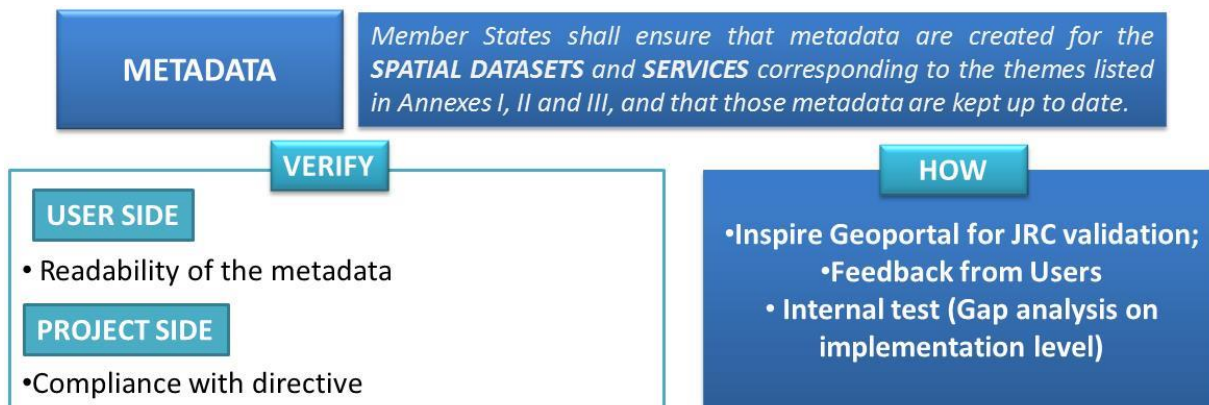 METADATA
Member States shall ensure that metadata are created for the
SPATIAL DATASETS and SERVICES corresponding to the themes listed
in Annexes I, II and III, and that those metadata are kept up to date.
VERIFY
USER SIDE
• Readability of the metadata
PROJECT SIDE
•Compliance with directive
HOW
•Inspire Geoportal for JRC validation;
•Feedback from Users
• Internal test (Gap analysis on
implementation level)